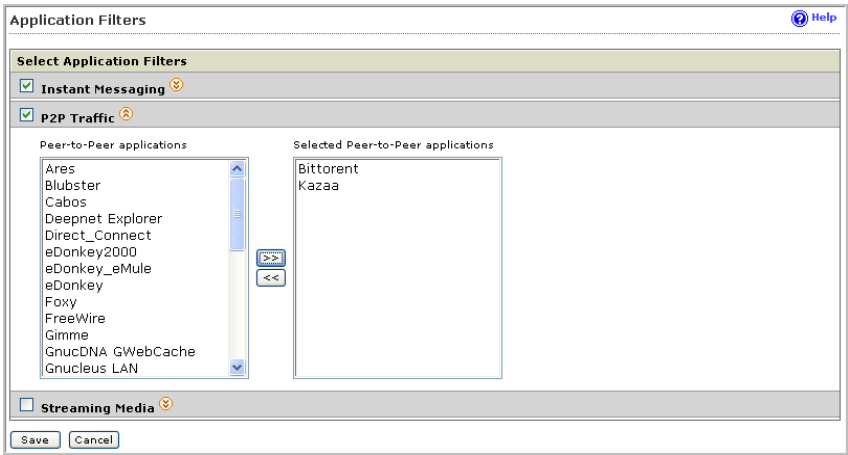 Application Filters
Help
Select Application Filters
Instant Messaging
P2P Traffic
Peer-to-Peer applications
Ares
Blubster
Cabos
Deepnet Explorer
Direct_Connect
eDonkey2000
eDonkey_eMule
eDonkey
Foxy
FreeWire
Gimme
GnucDNA GWebCache
Gnucleus LAN
>>
<<
Selected Peer-to-Peer applications
Bittorent
Kazaa
Streaming Media
Save
Cancel